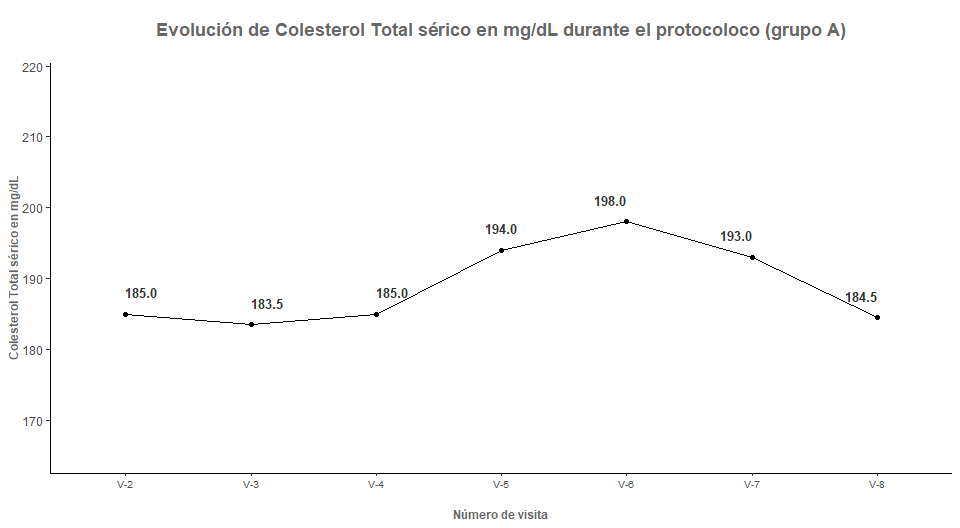 Evolución de Colesterol Total sérico en mg/dL durante el protocoloco (grupo A)
Colesterol Total sérico en mg/dL
220
210
200
190
180
170
185.0
183.5
185.0
194.0
198.0
193.0
184.5
V-2
V-3
V-4
V-5
V-6
V-7
V-8
Número de visita